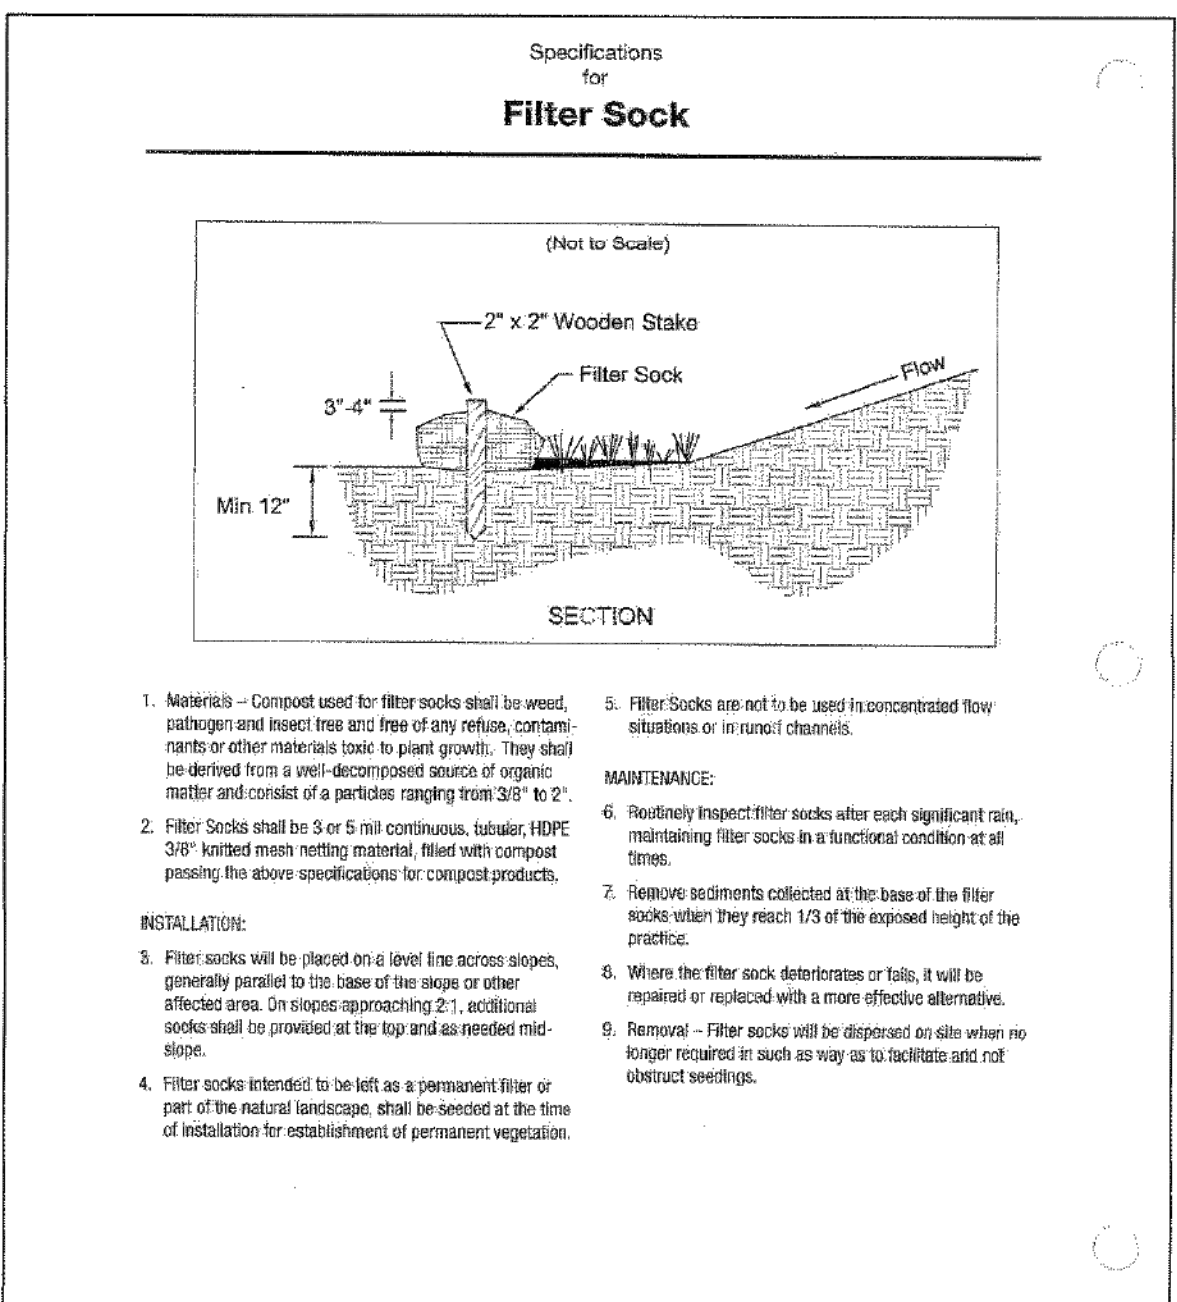 Specifications
for
Filter Sock
(Not to Scale)
2" x 2" Wooden Stake
Filter Sock
Flow
3"-4"
Min. 12"
SECTION
1. Materials – Compost used for filter socks shall be weed,
pathogen and insect free and free of any refuse, contami-
nants or other materials toxic to plant growth. They shall
be derived from a well-decomposed source of organic
matter and consist of a particles ranging from 3/8" to 2".
2. Filter Socks shall be 3 or 5 mil continuous, tubular, HDPE
3/8" knitted mesh netting material, filled with compost
passing the above specifications for compost products.
INSTALLATION:
3. Filter socks will be placed on a level line across slopes,
generally parallel to the base of the slope or other
affected area. On slopes approaching 2:1, additional
socks shall be provided at the top and as needed mid-
slope.
4. Filter socks intended to be left as a permanent filter or
part of the natural landscape, shall be seeded at the time
of installation for establishment of permanent vegetation.
5. Filter Socks are not to be used in concentrated flow
situations or in runoff channels.
MAINTENANCE:
6. Routinely inspect filter socks after each significant rain,
maintaining filter socks in a functional condition at all
times.
7. Remove sediments collected at the base of the filter
socks when they reach 1/3 of the exposed height of the
practice.
8. Where the filter sock deteriorates or fails, it will be
repaired or replaced with a more effective alternative.
9. Removal – Filter socks will be dispersed on site when no
longer required in such as way as to facilitate and not
obstruct seedings.